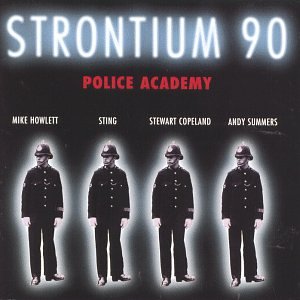 STRONTIUM 90
POLICE ACADEMY
MIKE HOWLETT STING STEWART COPELAND ANDY SUMMERS